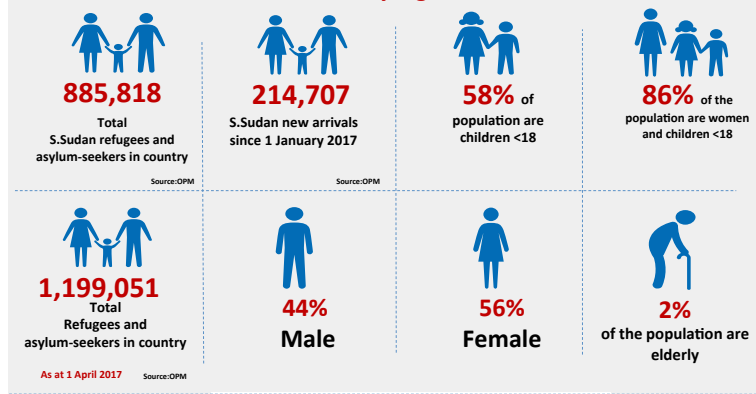 885,818
Total
S.Sudan refugees and
asylum-seekers in country
Source:OPM
214,707
S.Sudan new arrivals
since 1 January 2017
Source:OPM
58% of
population are
children <18
86% of the
population are women
and children <18
1,199,051
Total
Refugees and
asylum-seekers in country
As at 1 April 2017 Source:OPM
44%
Male
56%
Female
2%
of the population are
elderly